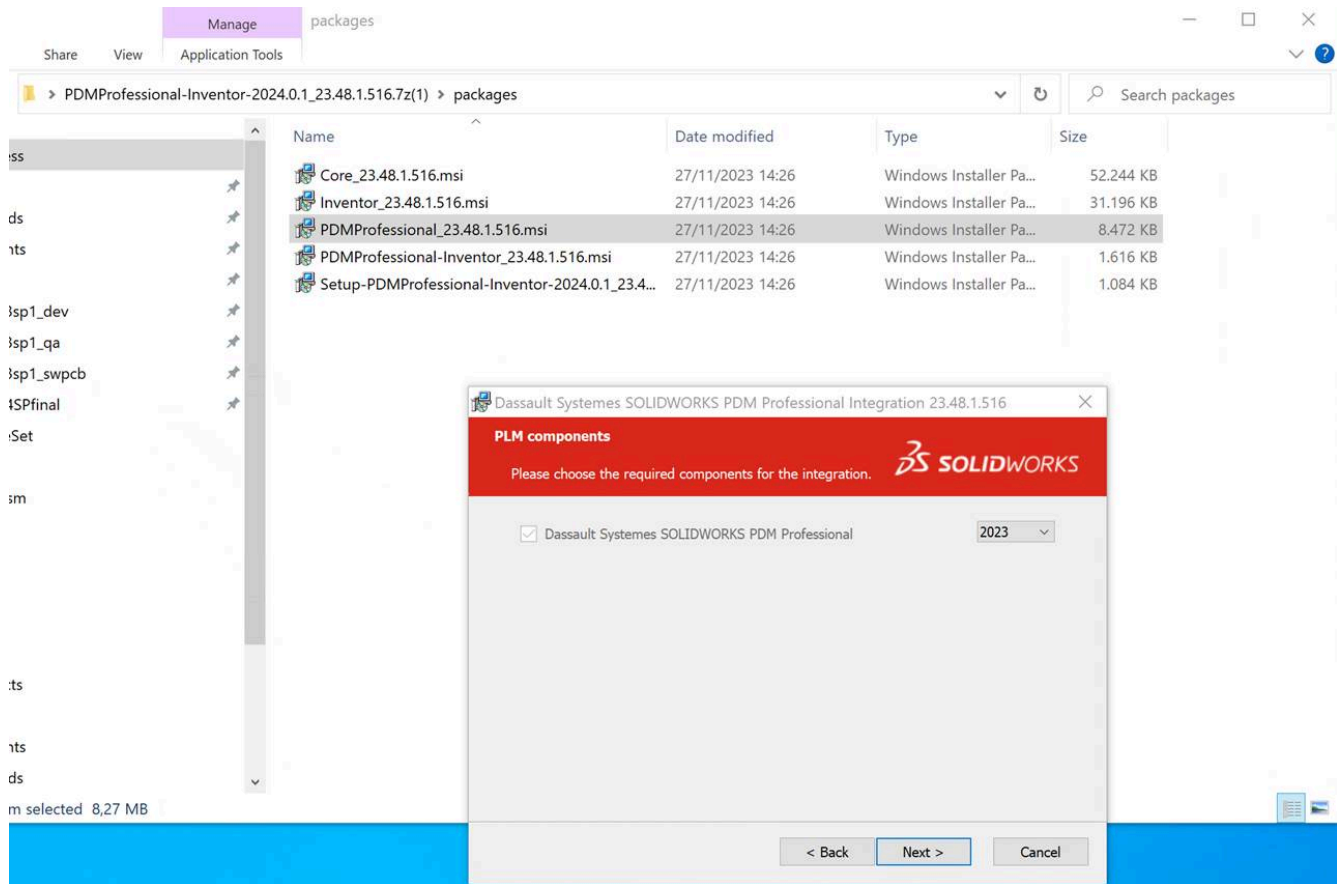 Manage packages
Share View Application Tools
PDMProfessional-Inventor-2024.0.1_23.48.1.516.7z(1) > packages Search packages
Name Date modified Type Size
ess
Core_23.48.1.516.msi 27/11/2023 14:26 Windows Installer Pa... 52.244 KB
Inventor_23.48.1.516.msi 27/11/2023 14:26 Windows Installer Pa... 31.196 KB
ds
PDMProfessional_23.48.1.516.msi 27/11/2023 14:26 Windows Installer Pa... 8.472 KB
nts
PDMProfessional-Inventor_23.48.1.516.msi 27/11/2023 14:26 Windows Installer Pa... 1.616 KB
Setup-PDMProfessional-Inventor-2024.0.1_23.4... 27/11/2023 14:26 Windows Installer Pa... 1.084 KB
3sp1_dev
3sp1_qa
3sp1_swpcb
4SPfinal
eSet
sm
cts
nts
ds
m selected 8,27 MB
Dassault Systemes SOLIDWORKS PDM Professional Integration 23.48.1.516
PLM components
Please choose the required components for the integration.
SOLIDWORKS
Dassault Systemes SOLIDWORKS PDM Professional 2023
< Back Next > Cancel